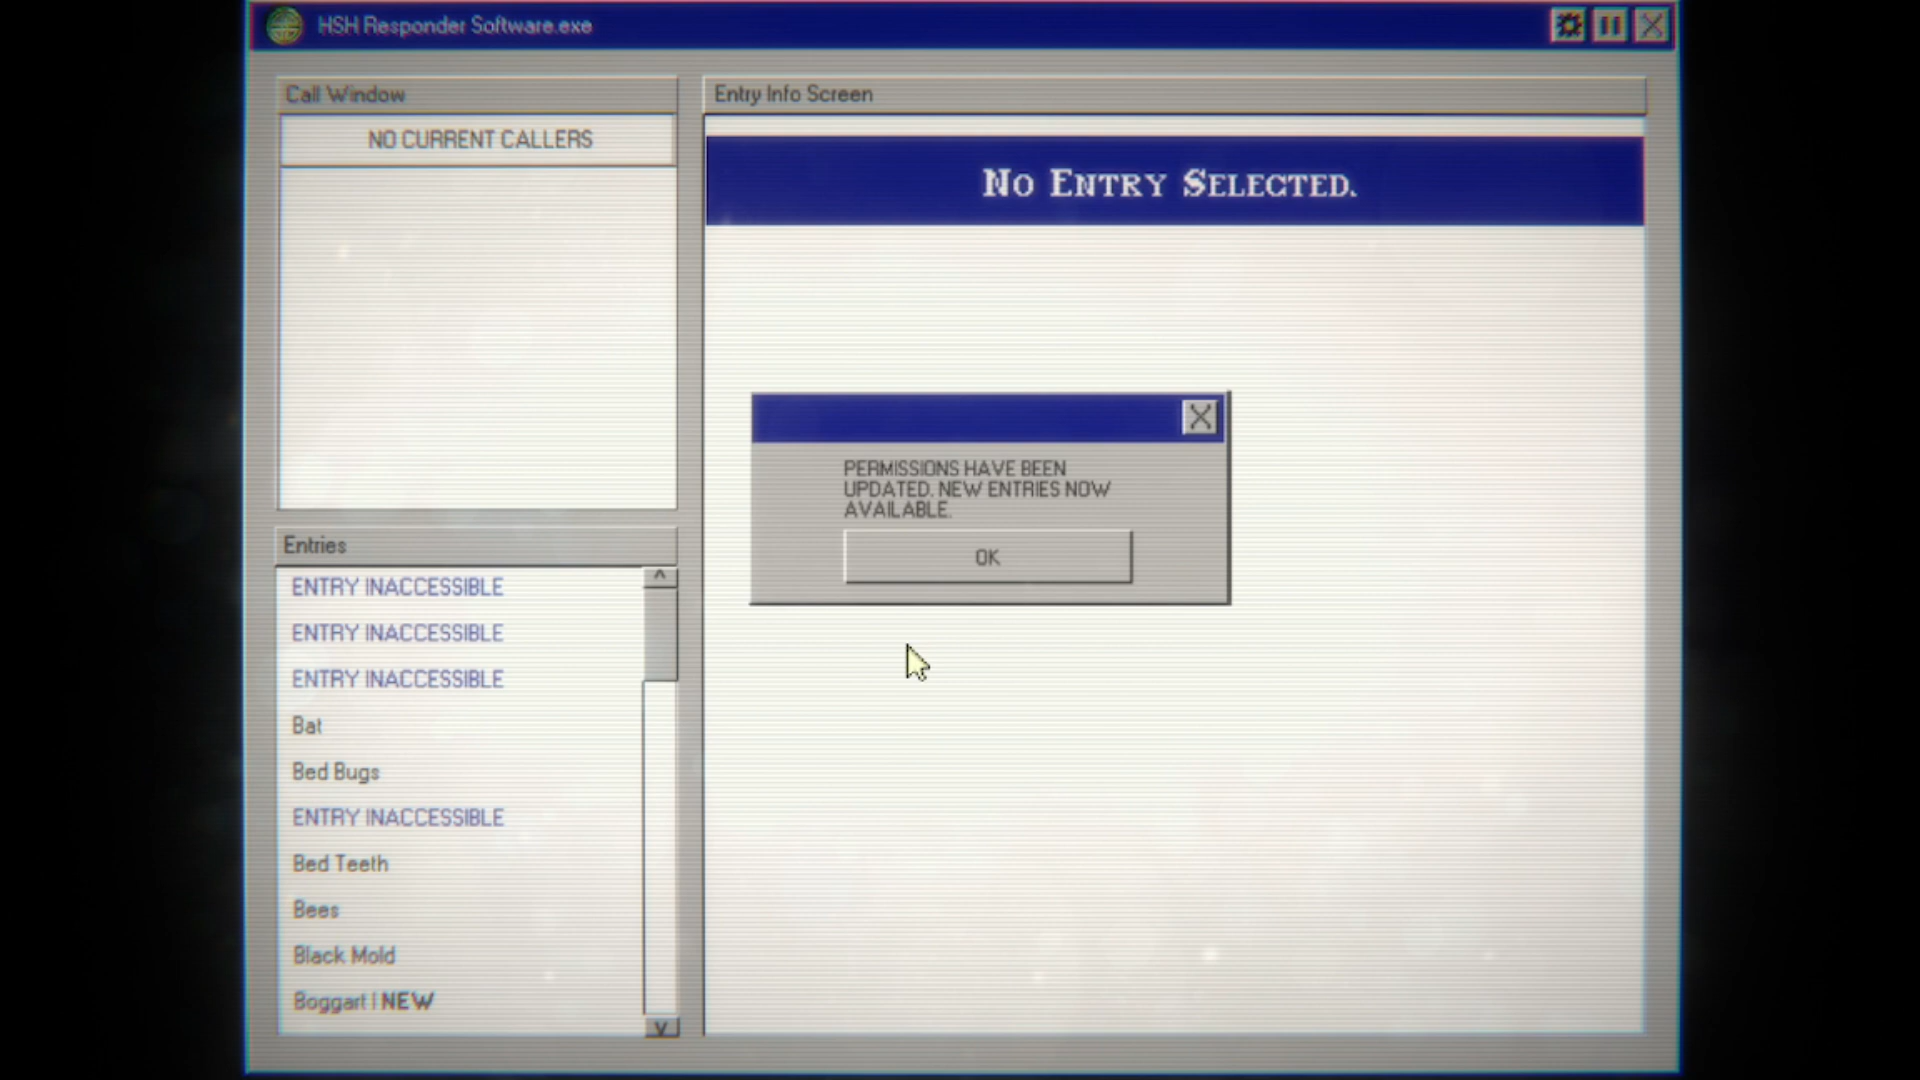 HSH Responder Software.exe
Call Window
NO CURRENT CALLERS
Entries
ENTRY INACCESSIBLE
ENTRY INACCESSIBLE
ENTRY INACCESSIBLE
Bat
Bed Bugs
ENTRY INACCESSIBLE
Bed Teeth
Bees
Black Mold
Boggart | NEW
Entry Info Screen
No Entry Selected.
PERMISSIONS HAVE BEEN
UPDATED. NEW ENTRIES NOW
AVAILABLE.
OK